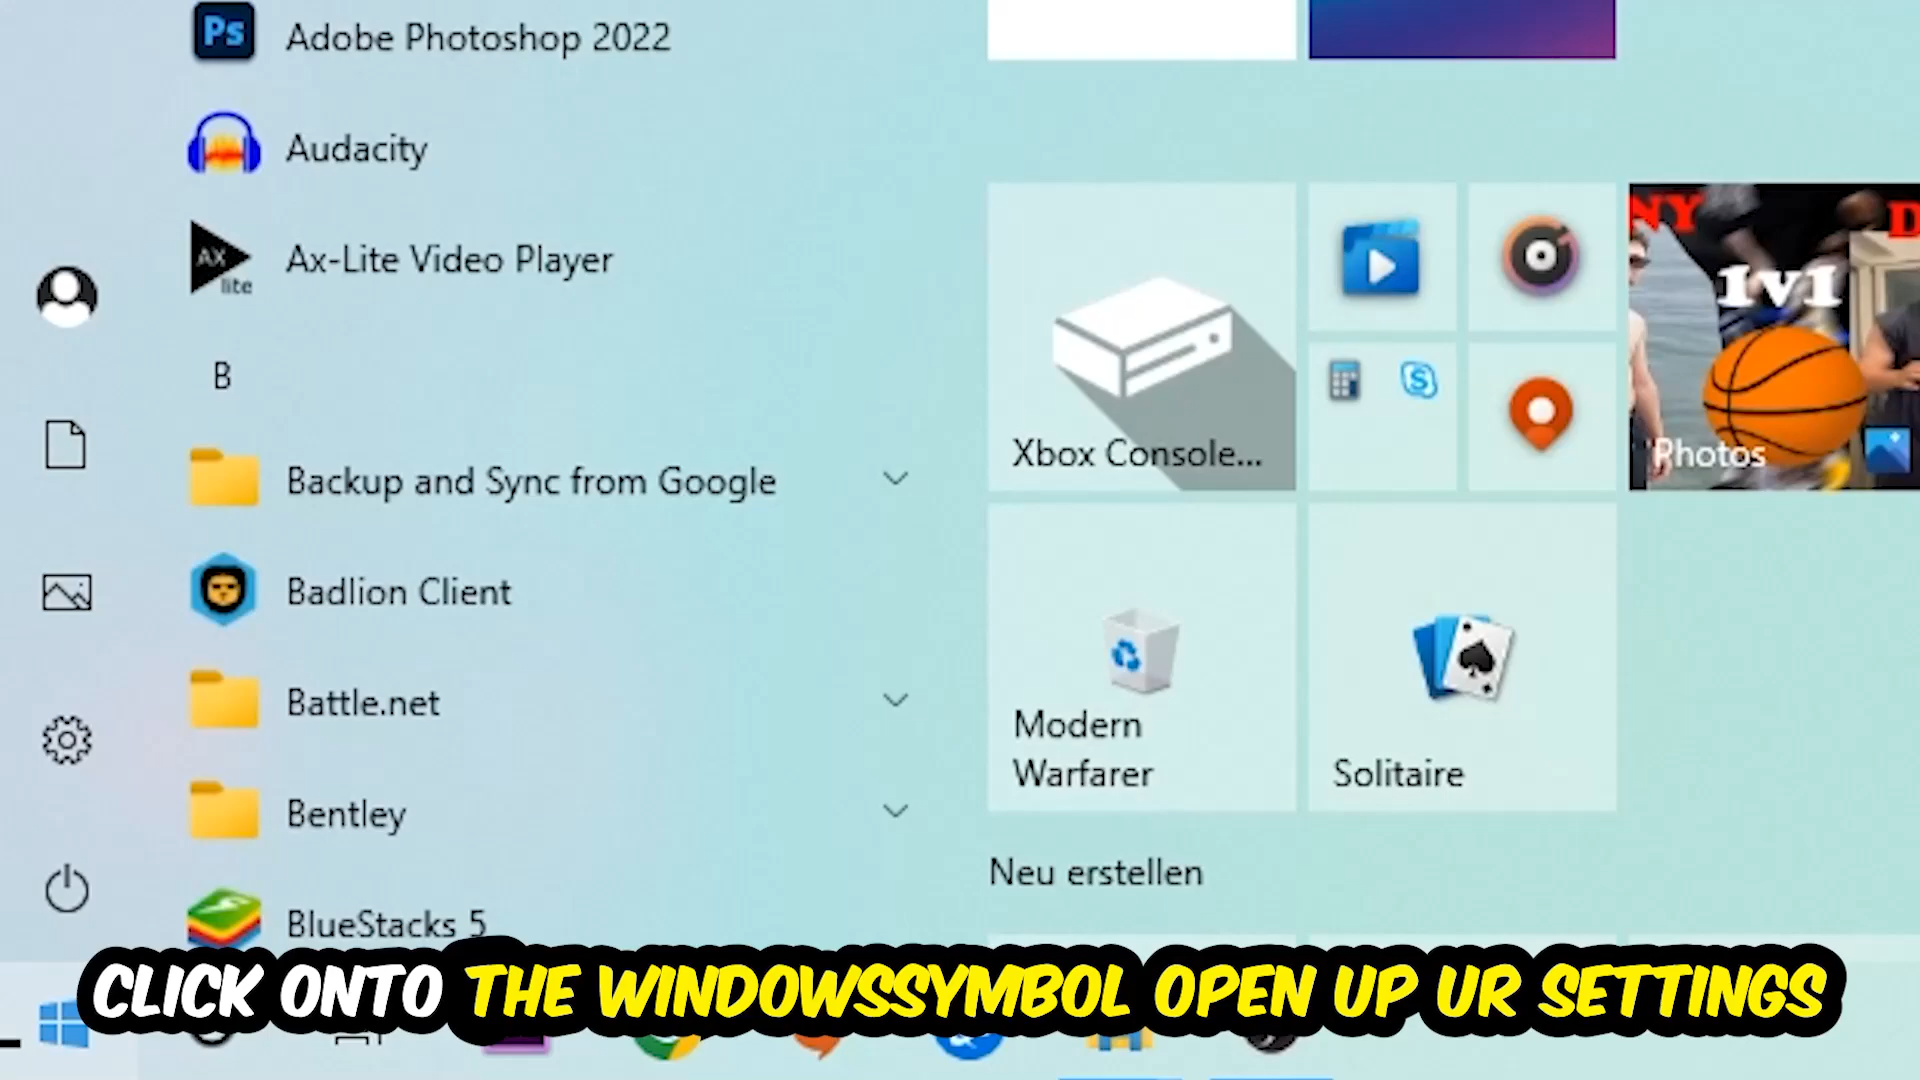 Ps
Adobe Photoshop 2022
Audacity
AX
lite
Ax-Lite Video Player
B
Backup and Sync from Google
Badlion Client
Battle.net
Bentley
BlueStacks 5
Xbox Console...
S
NY
D
1v1
Photos
Modern
Warfarer
Solitaire
Neu erstellen
CLICK ONTO THE WINDOWSSYMBOL OPEN UP UR SETTINGS